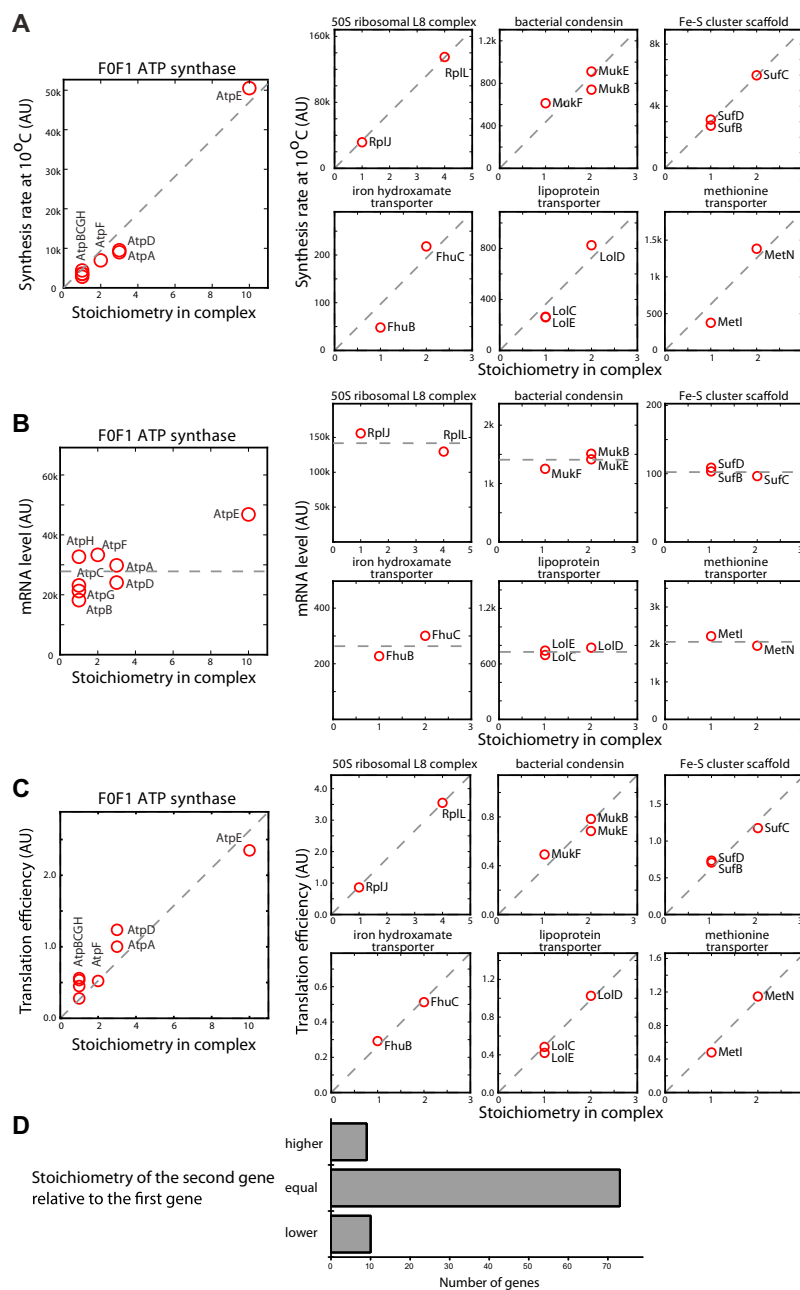 A
F0F1 ATP synthase
Synthesis rate at 10°C (AU)
50k
40k
30k
20k
10k
0
AtpE
AtpBCGH
AtpF
AtpD
AtpA
0 2 4 6 8 10
Stoichiometry in complex
Synthesis rate at 10°C (AU)
50S ribosomal L8 complex
160k
80k
0
RplL
RplJ
0 1 2 3 4 5
bacterial condensin
1.2k
800
400
0
MukE
MukB
MukF
0 1 2 3
Fe-S cluster scaffold
8k
4k
0
SufC
SufD
SufB
0 1 2 3
iron hydroxamate
transporter
200
100
0
FhuC
FhuB
0 1 2 3
lipoprotein
transporter
800
400
0
LolD
LolC
LolE
0 1 2 3
methionine
transporter
1.5k
1k
500
0
MetN
MetI
0 1 2 3
Stoichiometry in complex
B
F0F1 ATP synthase
mRNA level (AU)
60k
40k
20k
0
AtpE
AtpH
AtpF
AtpA
AtpC
AtpD
AtpG
AtpB
0 2 4 6 8 10
Stoichiometry in complex
mRNA level (AU)
50S ribosomal L8 complex
150k
100k
50k
0
RplJ
RplL
0 1 2 3 4 5
bacterial condensin
2k
1k
0
MukB
MukE
MukF
0 1 2 3
Fe-S cluster scaffold
200
100
0
SufD
SufB
SufC
0 1 2 3
iron hydroxamate
transporter
400
200
FhuC
FhuB
0 1 2 3
lipoprotein
transporter
1.2k
600
0
LolE
LolC
LolD
0 1 2 3
methionine
transporter
3k
2k
1k
0
MetI
MetN
0 1 2 3
Stoichiometry in complex
C
F0F1 ATP synthase
Translation efficiency (AU)
2.0
1.0
0.0
AtpE
AtpBCGH
AtpF
AtpD
AtpA
0 2 4 6 8 10
Stoichiometry in complex
Translation efficiency (AU)
50S ribosomal L8 complex
4.0
3.0
2.0
1.0
0.0
RplL
RplJ
0 1 2 3 4 5
bacterial condensin
0.8
0.4
0
MukB
MukE
MukF
0 1 2 3
Fe-S cluster scaffold
1.5
1.0
0.5
0.0
SufC
SufD
SufB
0 1 2 3
iron hydroxamate
transporter
0.6
0.4
0.2
0.0
FhuC
FhuB
0 1 2 3
lipoprotein
transporter
1.2
0.8
0.4
0.0
LolD
LolC
LolE
0 1 2 3
methionine
transporter
1.6
1.2
0.8
0.4
0.0
MetN
MetI
0 1 2 3
Stoichiometry in complex
D
Stoichiometry of the second gene
relative to the first gene
higher
equal
lower
0 10 20 30 40 50 60 70
Number of genes